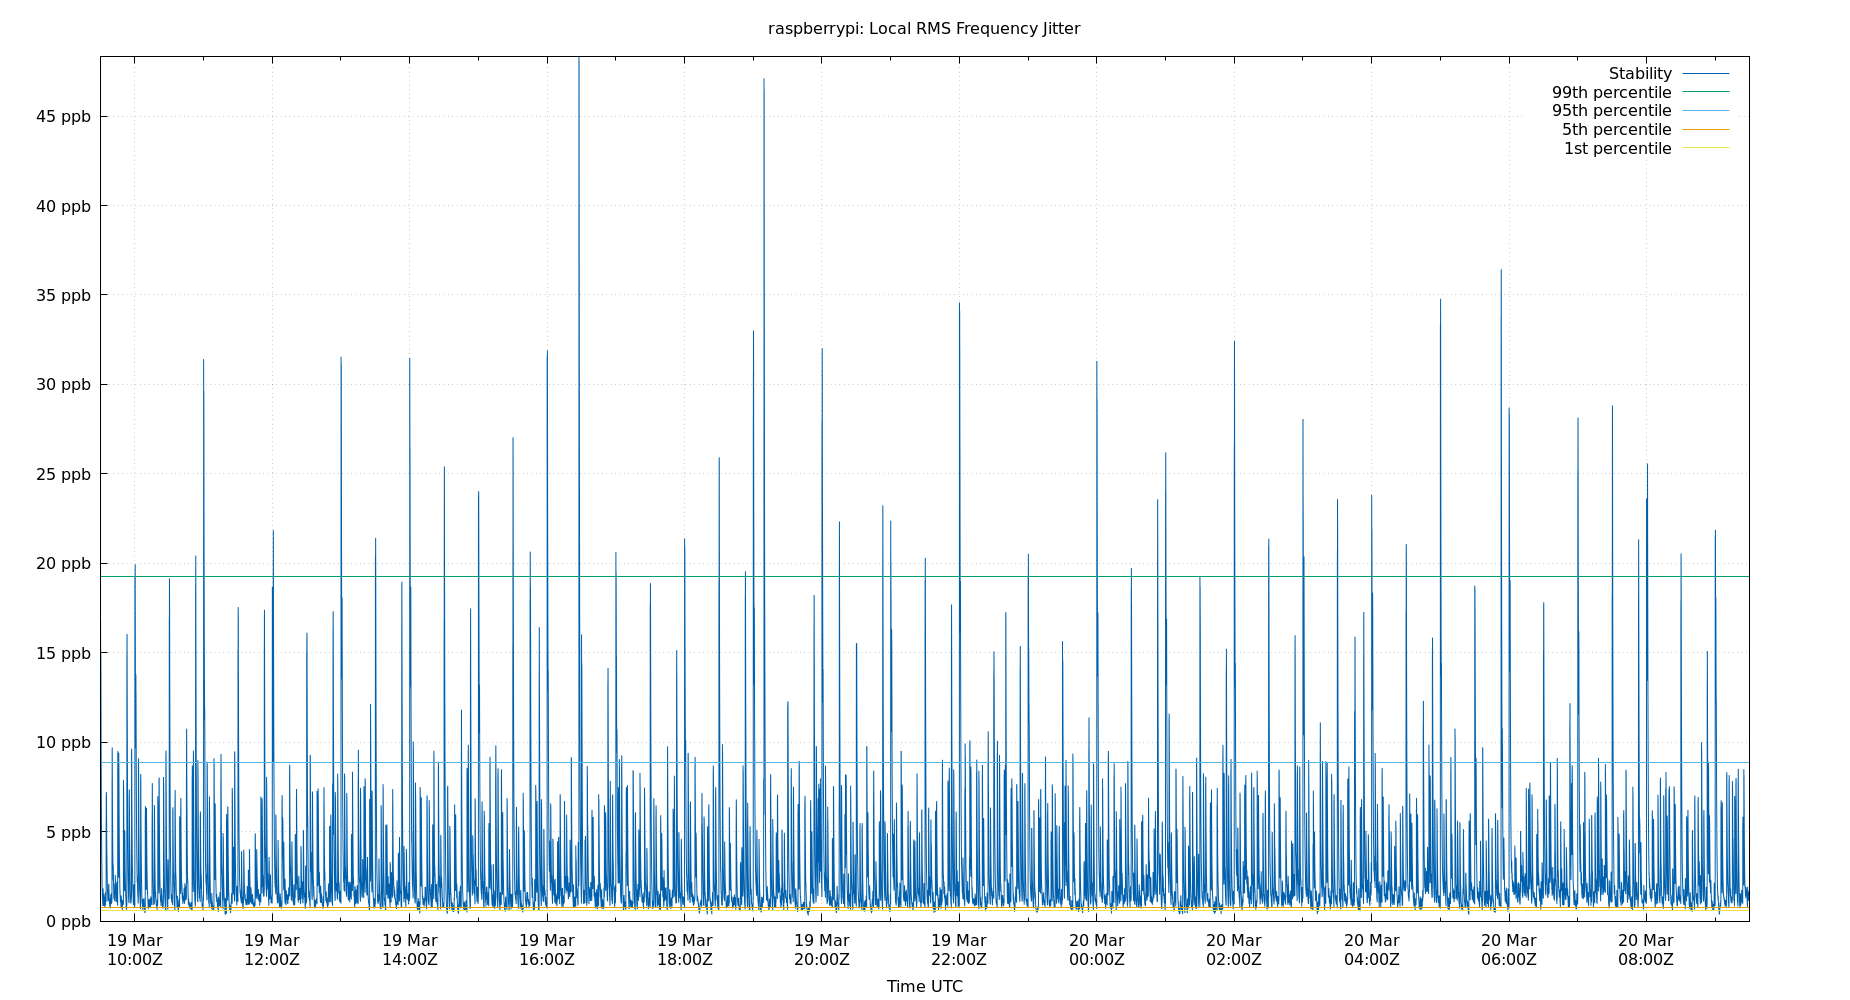 raspberrypi: Local RMS Frequency Jitter
Stability
99th percentile
95th percentile
5th percentile
1st percentile
45 ppb
40 ppb
35 ppb
30 ppb
25 ppb
20 ppb
15 ppb
10 ppb
5 ppb
0 ppb
19 Mar 19 Mar 19 Mar 19 Mar 19 Mar 19 Mar 19 Mar 20 Mar 20 Mar 20 Mar 20 Mar 20 Mar
10:00Z 12:00Z 14:00Z 16:00Z 18:00Z 20:00Z 22:00Z 00:00Z 02:00Z 04:00Z 06:00Z 08:00Z
Time UTC